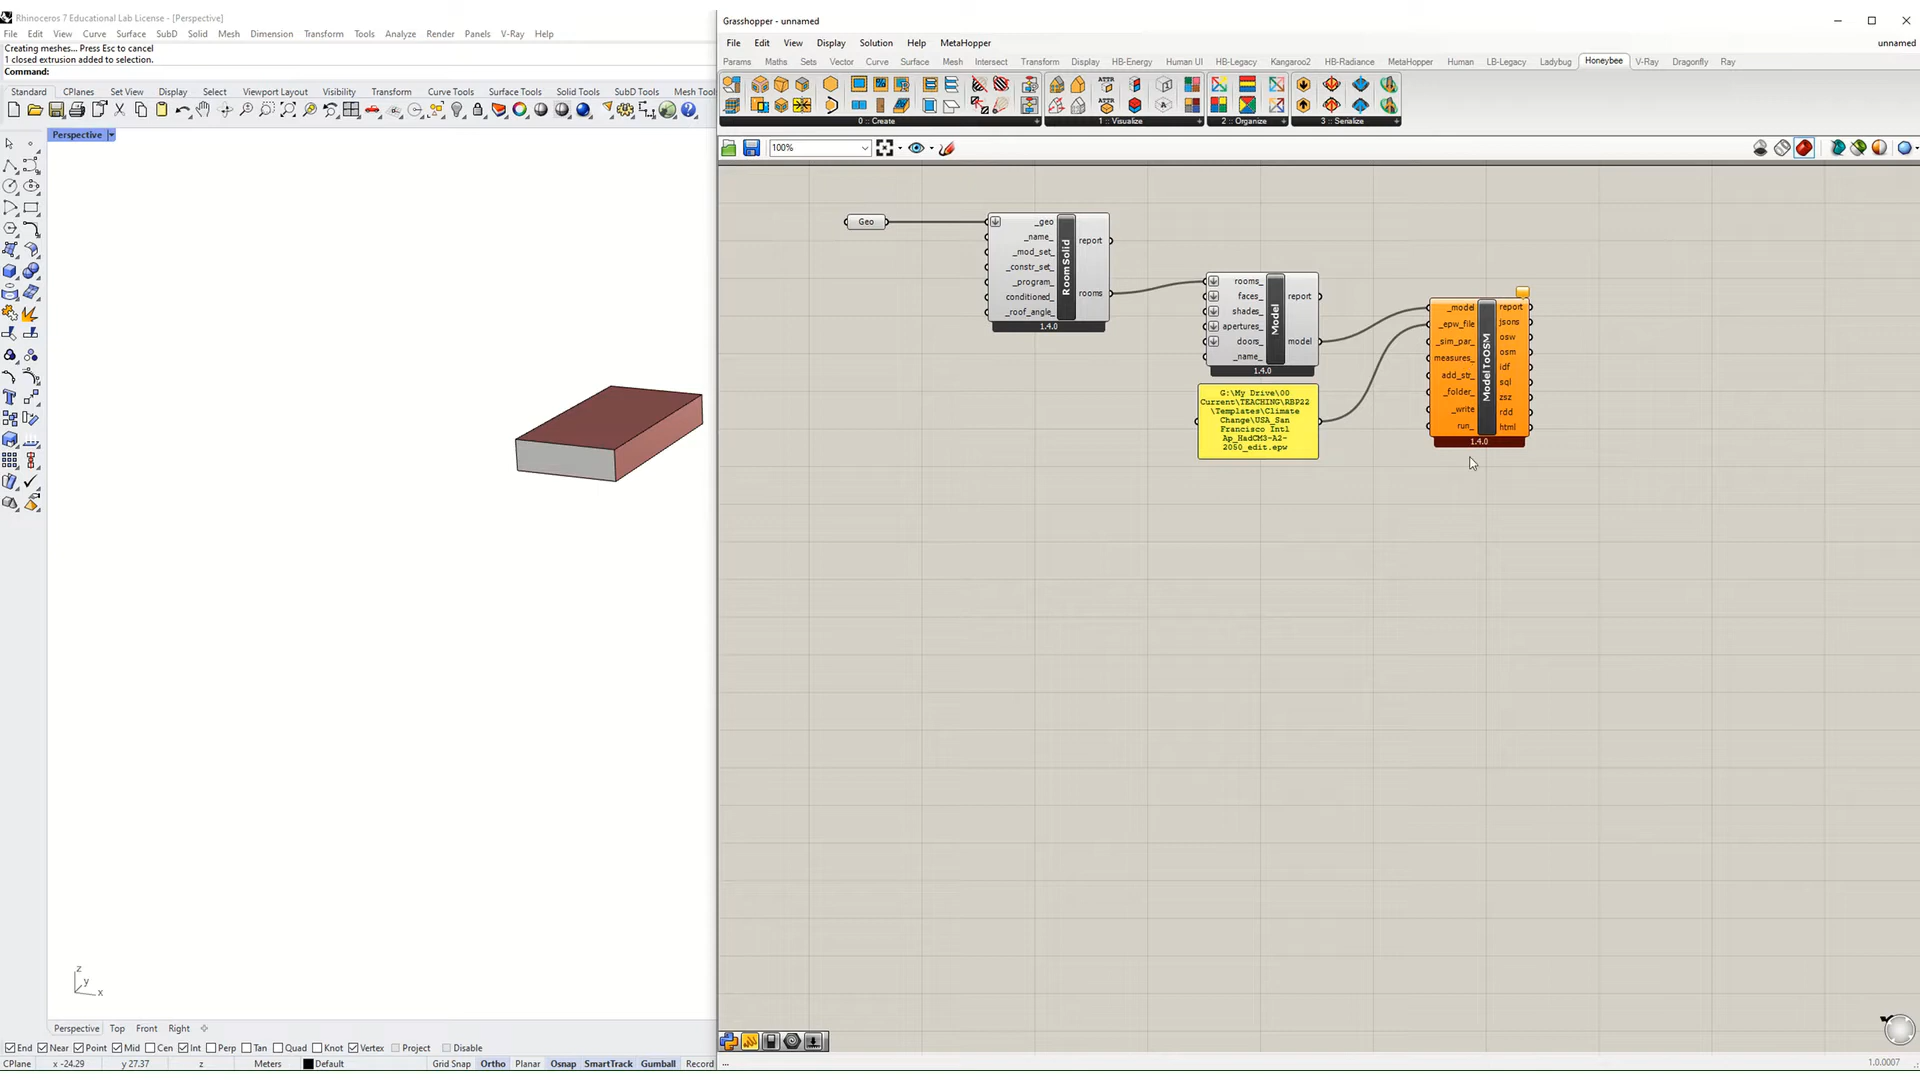 Rhinoceros 7 Educational Lab License - [Perspective]
File Edit View Curve Surface SubD Solid Mesh Dimension Transform Tools Analyze Render Panels V-Ray Help
Creating meshes... Press Esc to cancel
1 closed extrusion added to selection.
Command:
Standard CPlanes Set View Display Select Viewport Layout Visibility Transform Curve Tools Surface Tools Solid Tools SubD Tools Mesh Tool
Perspective
z
y
x
Perspective Top Front Right
End Near Point Mid Cen Int Perp Tan Quad Knot Vertex Project Disable
CPlane x -24.29 y 27.37 z Meters Default Grid Snap Ortho Planar Osnap SmartTrack Gumball Record
Grasshopper - unnamed
File Edit View Display Solution Help MetaHopper unnamed
Params Maths Sets Vector Curve Surface Mesh Intersect Transform Display HB-Energy Human UI HB-Legacy Kangaroo2 HB-Radiance MetaHopper Human LB-Legacy Ladybug Honeybee V-Ray Dragonfly Ray
ATTR
ATTR
0 :: Create 1 :: Visualize 2 :: Organize 3 :: Serialize
100%
Geo
_geo
_name_
_mod_set_
_constr_set_
_program_
conditioned_
_roof_angle_
RoomSolid
report
rooms
1.4.0
rooms_
faces_
shades_
apertures_
doors_
_name_
Model
report
model
1.4.0
G:\My Drive\00
Current\TEACHING\RBP22
\Templates\Climate
Change\USA_San
Francisco Intl
Ap_HadCM3-A2-
2050_edit.epw
_model
_epw_file
_sim_par_
measures_
add_str_
_folder_
_write
run_
ModelToOSM
report
jsons
osw
osm
idf
sql
zsz
rdd
html
1.4.0
...
1.0.0007